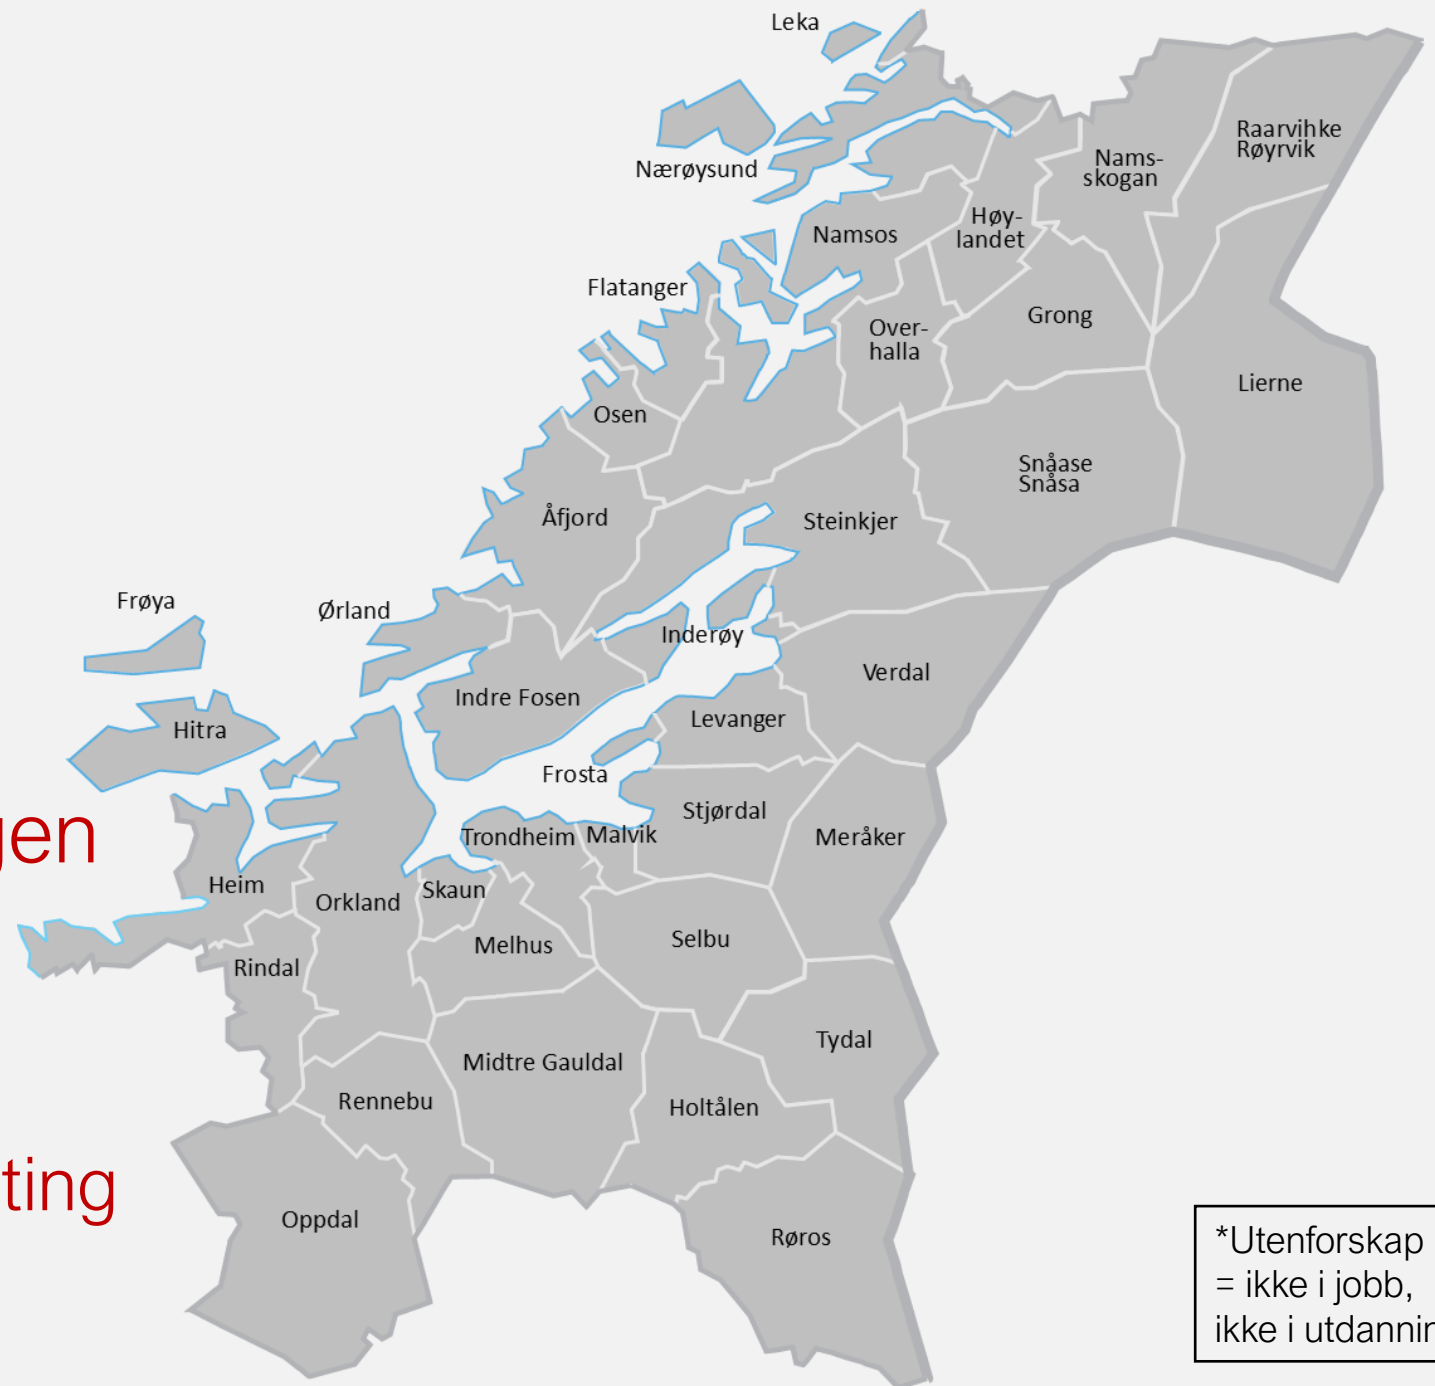 Leka
Raarvihke
Røyrvik
Nams-
skogan
Nærøysund
Høy-
landet
Namsos
Flatanger
Grong
Over-
halla
Lierne
Osen
Snåase
Snåsa
Åfjord
Steinkjer
Frøya
Ørland
Inderøy
Verdal
Indre Fosen
Levanger
Hitra
Frosta
Stjørdal
Trondheim
Malvik
Meråker
gen
Heim
Skaun
Orkland
Selbu
Melhus
Rindal
Tydal
Midtre Gauldal
Rennebu
Holtålen
ting
Oppdal
Røros
*Utenforskap
= ikke i jobb,
ikke i utdannin